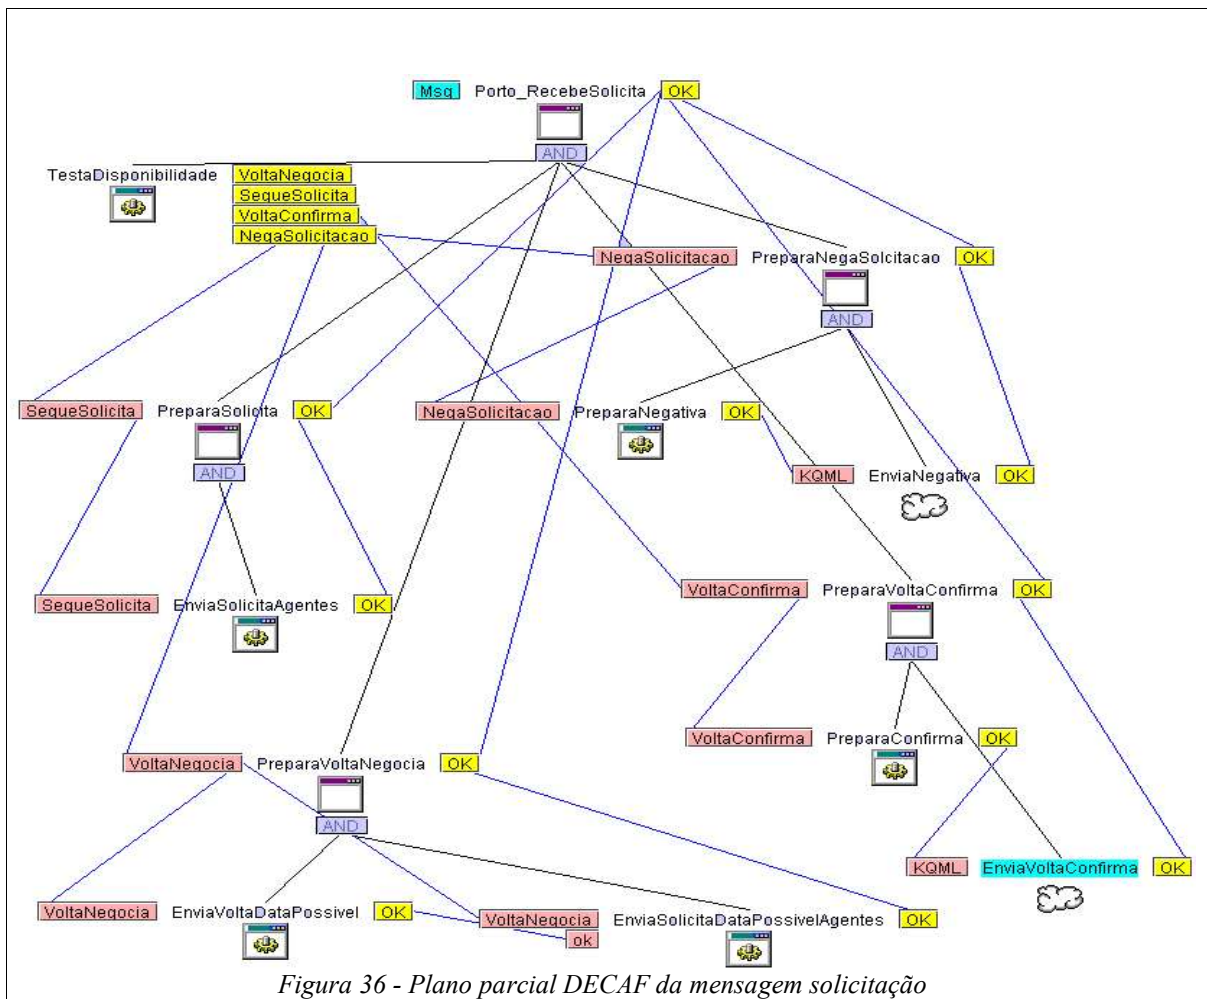 Msg Porto_RecebeSolicita OK
AND
TestaDisponibilidade VoltaNegocia
SegueSolicita
VoltaConfirma
NegaSolicitacao
NegaSolicitacao PreparaNegaSolcitacao OK
AND
SegueSolicita PreparaSolicita OK
NegaSolicitacao PreparaNegativa OK
AND
KQML EnviaNegativa OK
SegueSolicita EnviaSolicitaAgentes OK
VoltaConfirma PreparaVoltaConfirma OK
AND
VoltaConfirma PreparaConfirma OK
VoltaNegocia PreparaVoltaNegocia OK
AND
KQML EnviaVoltaConfirma OK
VoltaNegocia EnviaVoltaDataPossivel OK
VoltaNegocia EnviaSolicitaDataPossivelAgentes OK
ok
Figura 36 - Plano parcial DECAF da mensagem solicitação